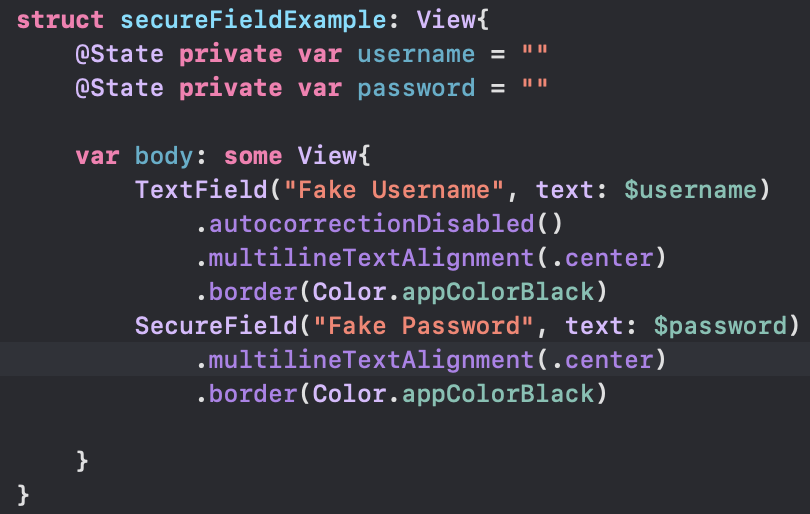 struct secureFieldExample: View{
    @State private var username = ""
    @State private var password = ""

    var body: some View{
        TextField("Fake Username", text: $username)
            .autocorrectionDisabled()
            .multilineTextAlignment(.center)
            .border(Color.appColorBlack)
        SecureField("Fake Password", text: $password)
            .multilineTextAlignment(.center)
            .border(Color.appColorBlack)

    }
}